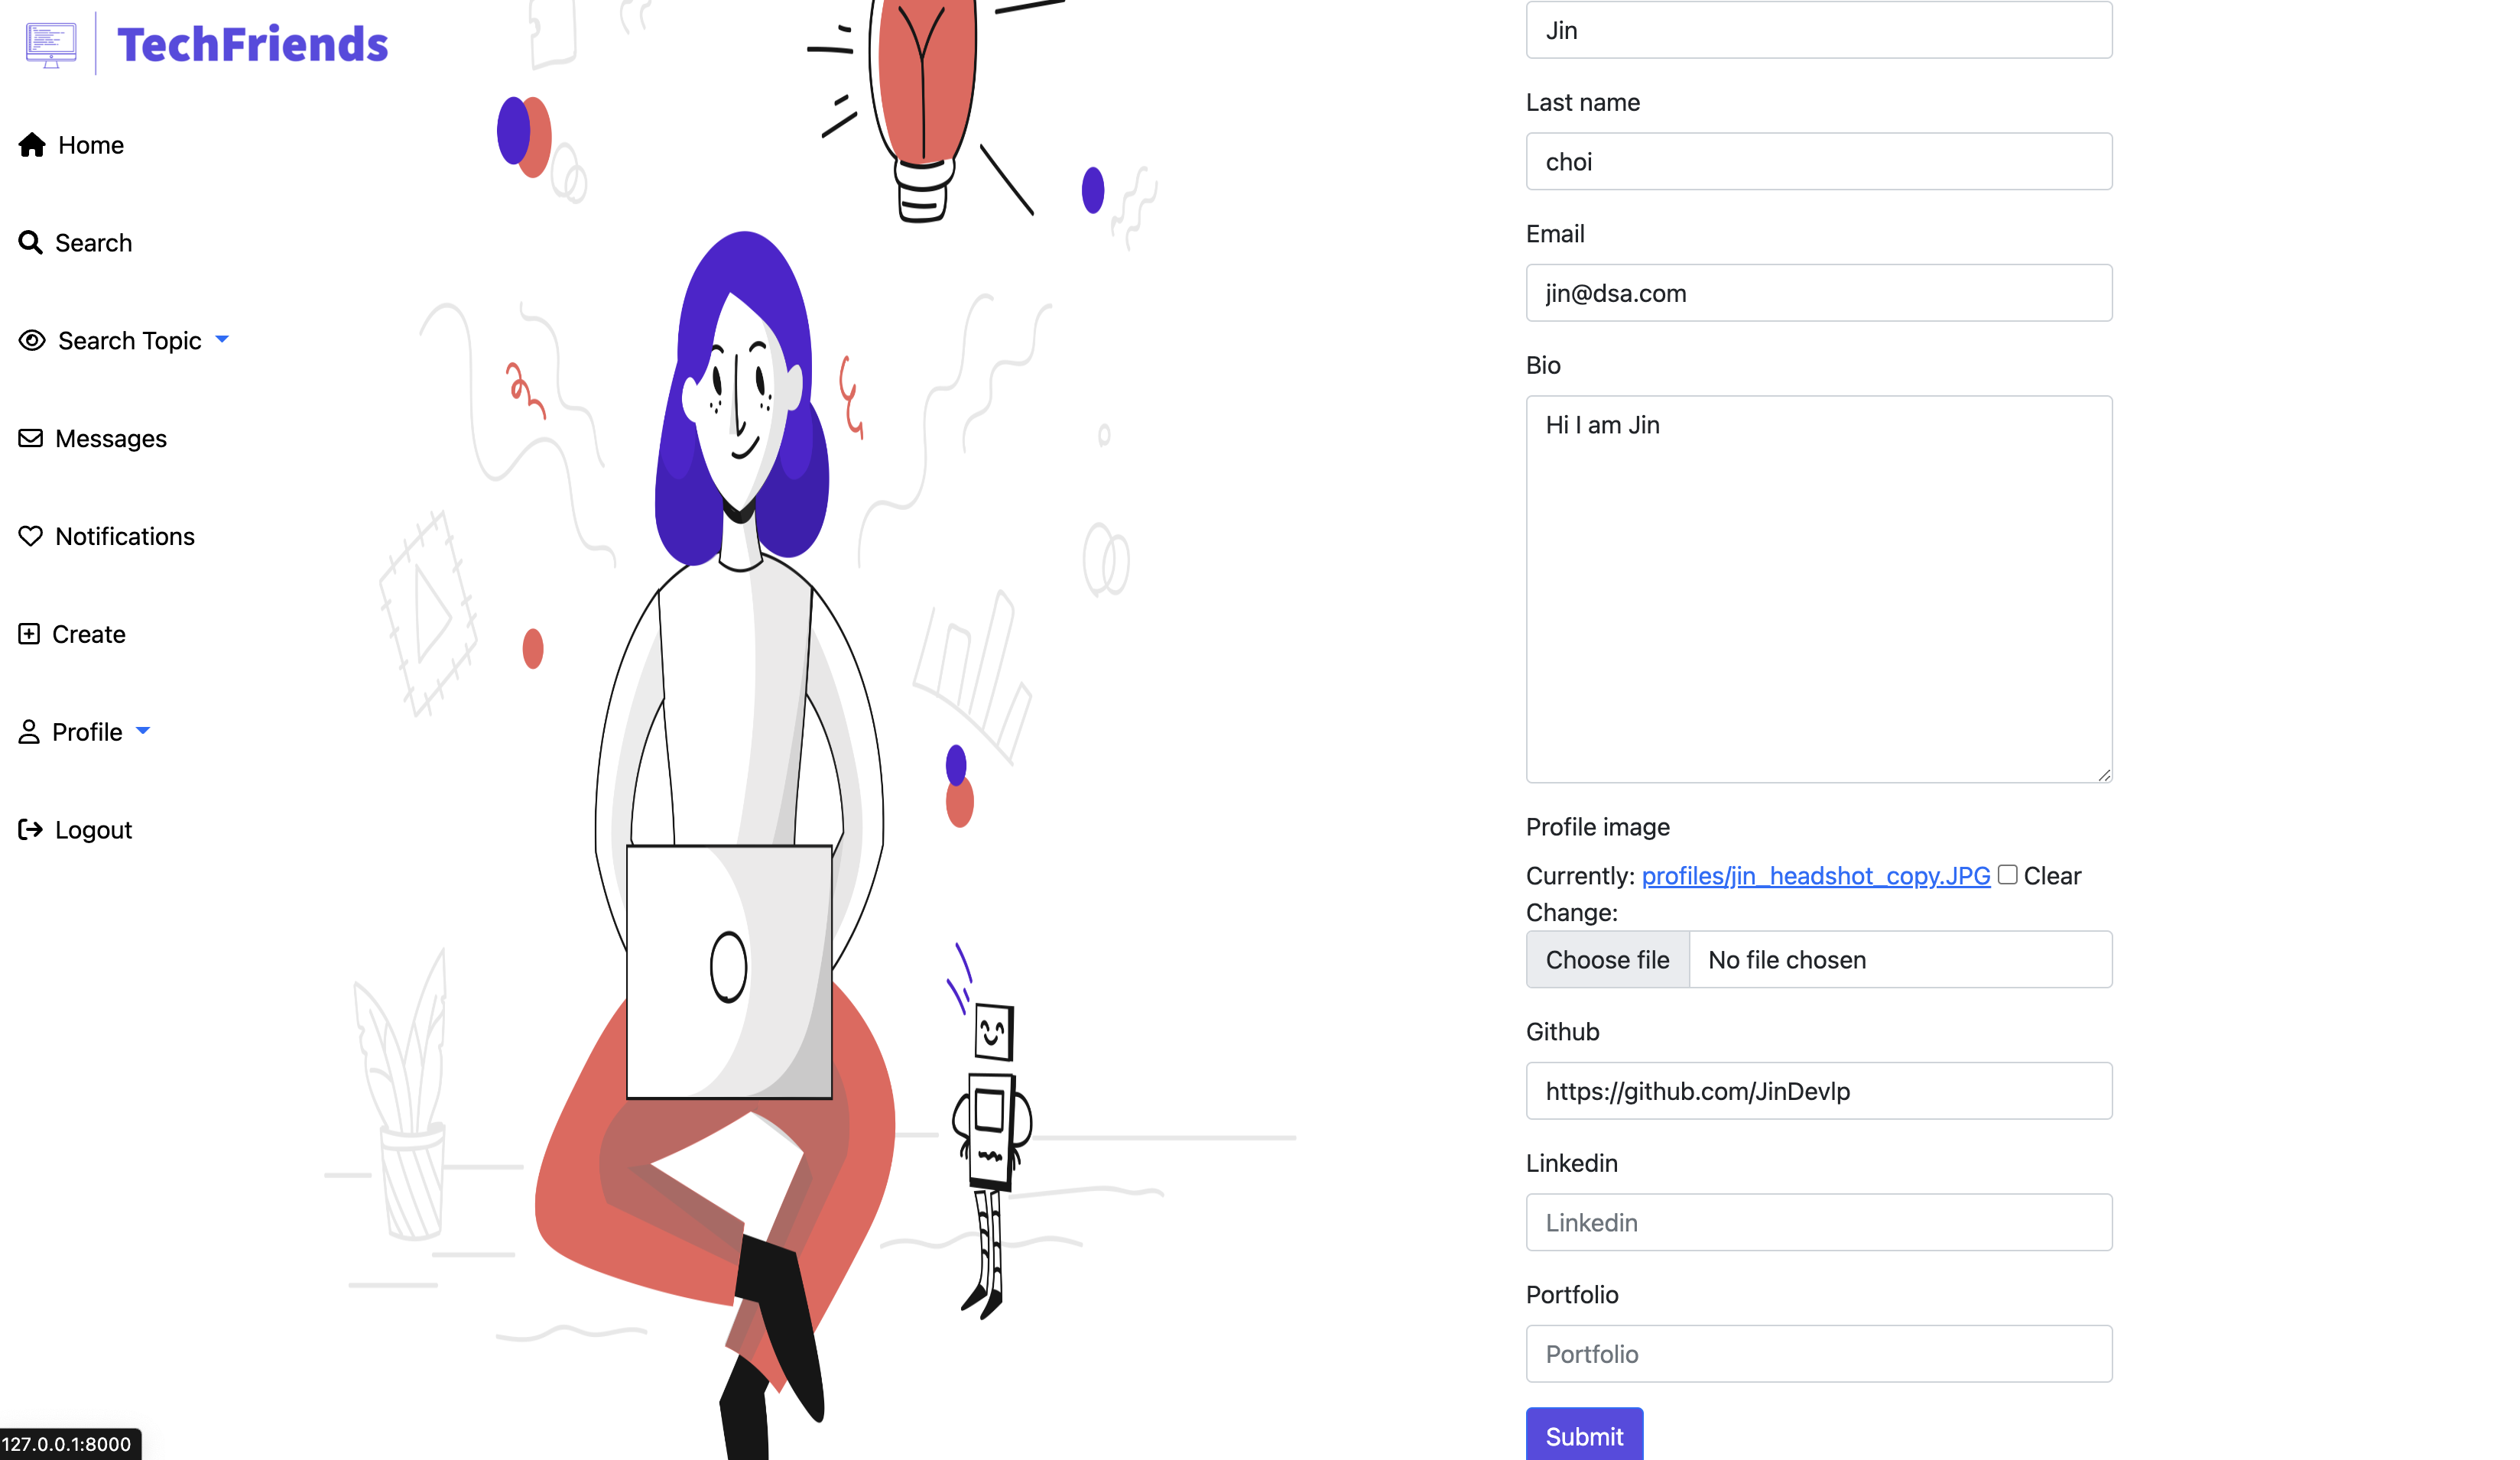 TechFriends
Home
Search
Search Topic
Messages
Notifications
Create
Profile
Logout
127.0.0.1:8000
Jin
Last name
choi
Email
jin@dsa.com
Bio
Hi I am Jin
Profile image
Currently: profiles/jin_headshot_copy.JPG Clear
Change:
Choose file No file chosen
Github
https://github.com/JinDevlp
Linkedin
Linkedin
Portfolio
Portfolio
Submit